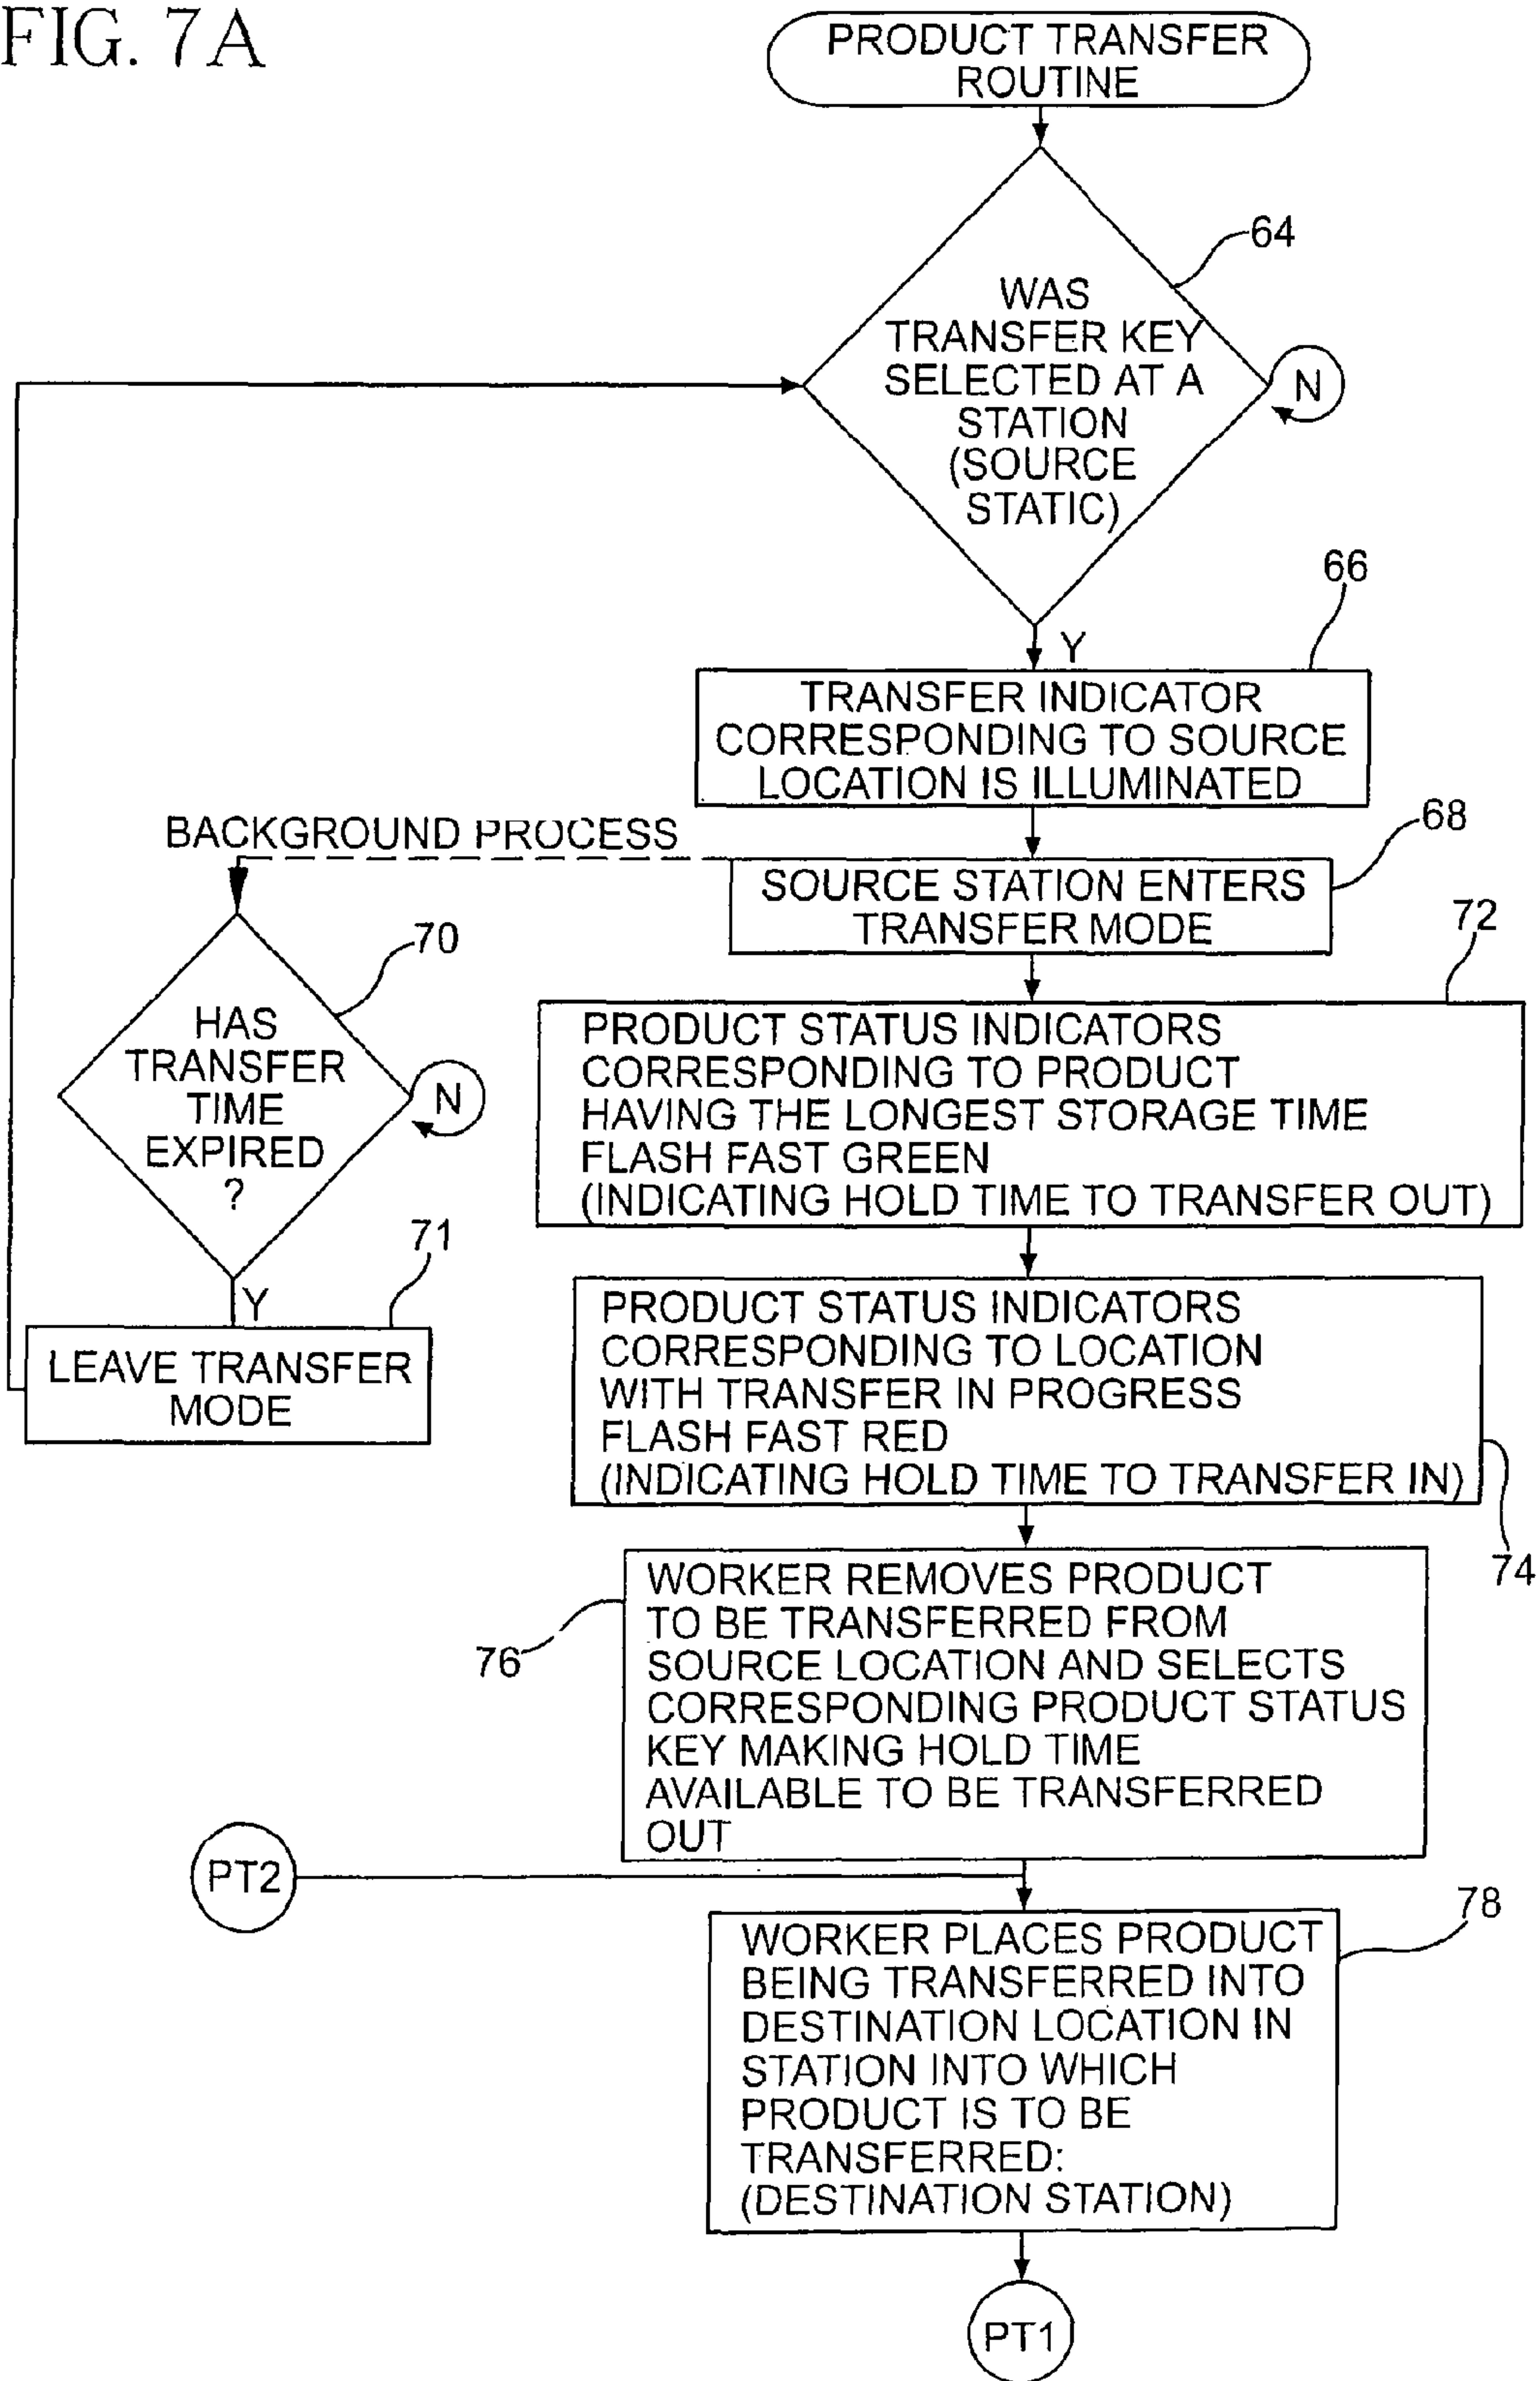 FIG. 7A
PRODUCT TRANSFER
ROUTINE
64
WAS
TRANSFER KEY
SELECTED AT A
STATION
(SOURCE
STATIC)
N
Y
66
TRANSFER INDICATOR
CORRESPONDING TO SOURCE
LOCATION IS ILLUMINATED
BACKGROUND PROCESS
68
SOURCE STATION ENTERS
TRANSFER MODE
70
HAS
TRANSFER
TIME
EXPIRED
?
N
Y
71
LEAVE TRANSFER
MODE
72
PRODUCT STATUS INDICATORS
CORRESPONDING TO PRODUCT
HAVING THE LONGEST STORAGE TIME
FLASH FAST GREEN
(INDICATING HOLD TIME TO TRANSFER OUT)
PRODUCT STATUS INDICATORS
CORRESPONDING TO LOCATION
WITH TRANSFER IN PROGRESS
FLASH FAST RED
(INDICATING HOLD TIME TO TRANSFER IN)
74
76
WORKER REMOVES PRODUCT
TO BE TRANSFERRED FROM
SOURCE LOCATION AND SELECTS
CORRESPONDING PRODUCT STATUS
KEY MAKING HOLD TIME
AVAILABLE TO BE TRANSFERRED
OUT
PT2
78
WORKER PLACES PRODUCT
BEING TRANSFERRED INTO
DESTINATION LOCATION IN
STATION INTO WHICH
PRODUCT IS TO BE
TRANSFERRED:
(DESTINATION STATION)
PT1